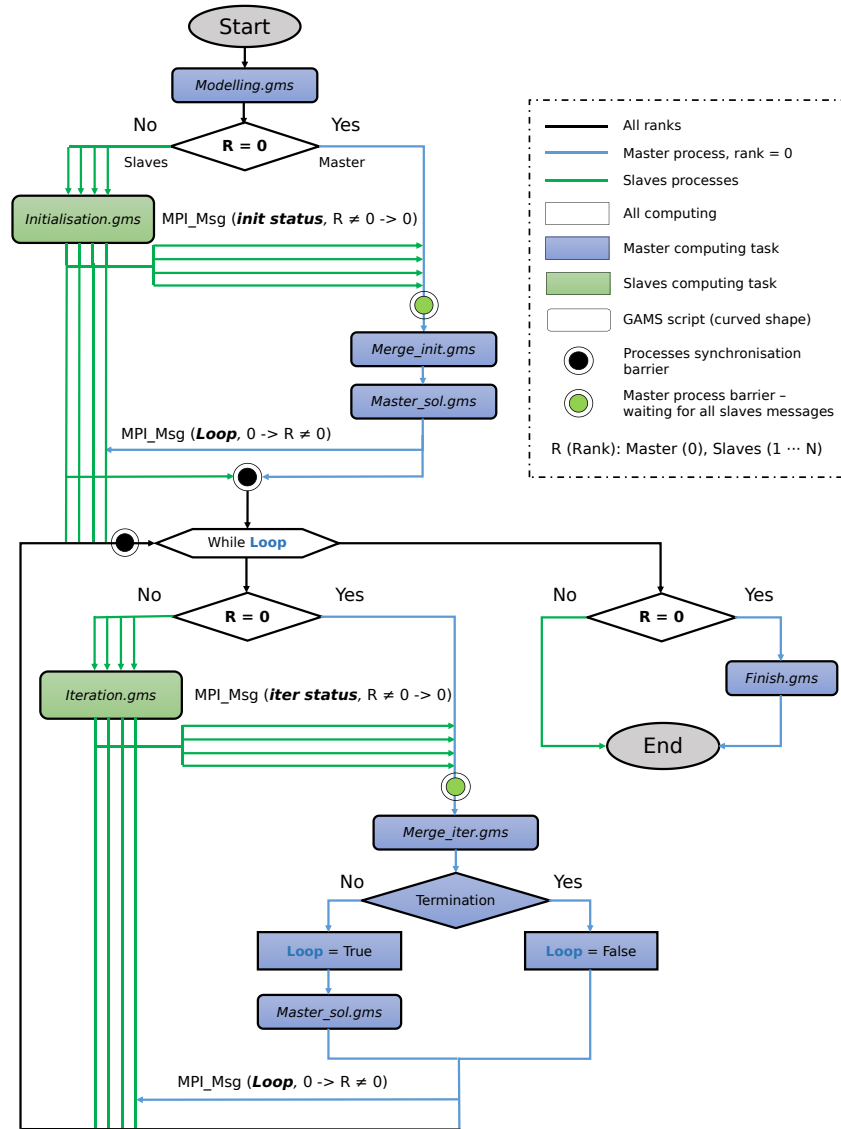 Start
Modelling.gms
No
Yes
R = 0
Slaves
Master
Initialisation.gms
MPI_Msg (init status, R ≠ 0 -> 0)
Merge_init.gms
Master_sol.gms
MPI_Msg (Loop, 0 -> R ≠ 0)
While Loop
No
Yes
R = 0
Iteration.gms
MPI_Msg (iter status, R ≠ 0 -> 0)
Merge_iter.gms
No
Yes
Termination
Loop = True
Loop = False
Master_sol.gms
MPI_Msg (Loop, 0 -> R ≠ 0)
No
Yes
R = 0
Finish.gms
End
All ranks
Master process, rank = 0
Slaves processes
All computing
Master computing task
Slaves computing task
GAMS script (curved shape)
Processes synchronisation
barrier
Master process barrier –
waiting for all slaves messages
R (Rank): Master (0), Slaves (1 ··· N)